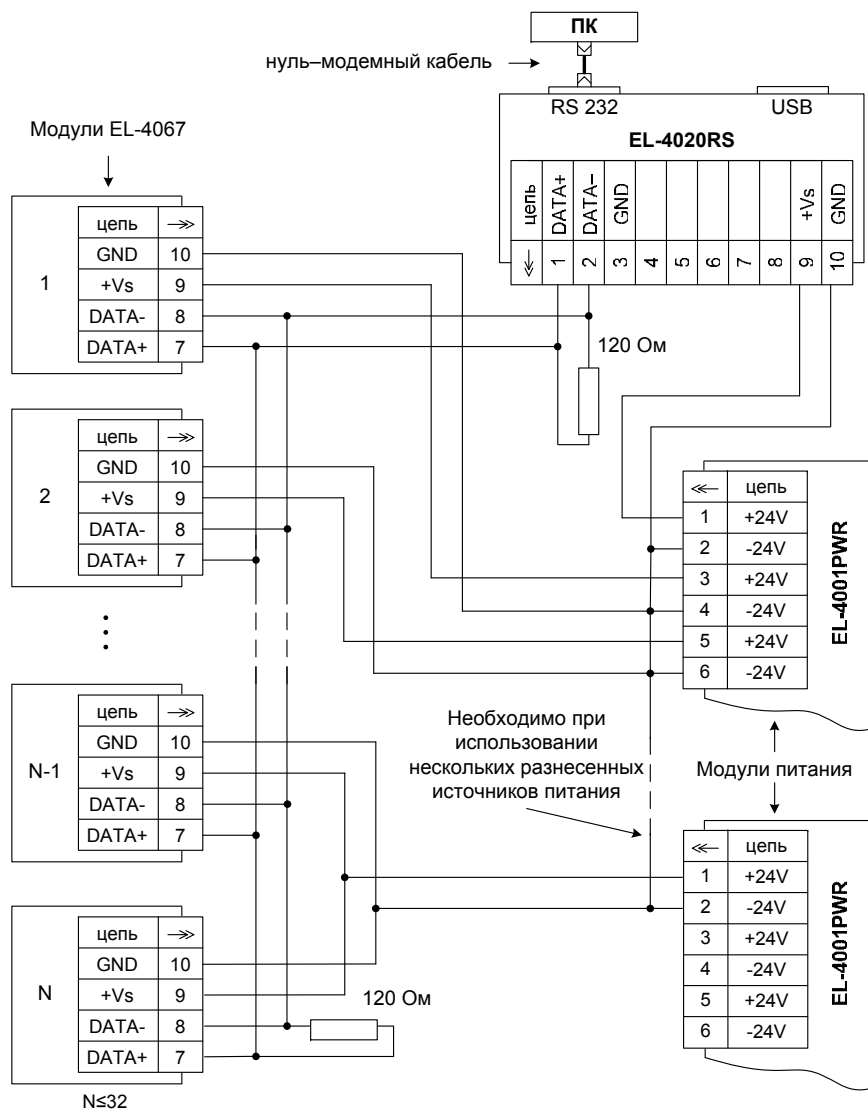 ПК
нуль–модемный кабель
RS 232 USB
EL-4020RS
цепь DATA+ DATA– GND +Vs GND
1 2 3 4 5 6 7 8 9 10
Модули EL-4067
1
цепь
GND 10
+Vs 9
DATA- 8
DATA+ 7
120 Ом
2
цепь
GND 10
+Vs 9
DATA- 8
DATA+ 7
цепь
1 +24V
2 -24V
3 +24V
4 -24V
5 +24V
6 -24V
EL-4001PWR
N-1
цепь
GND 10
+Vs 9
DATA- 8
DATA+ 7
Необходимо при
использовании
нескольких разнесенных
источников питания
Модули питания
цепь
1 +24V
2 -24V
3 +24V
4 -24V
5 +24V
6 -24V
EL-4001PWR
N
цепь
GND 10
+Vs 9
DATA- 8
DATA+ 7
120 Ом
N≤32